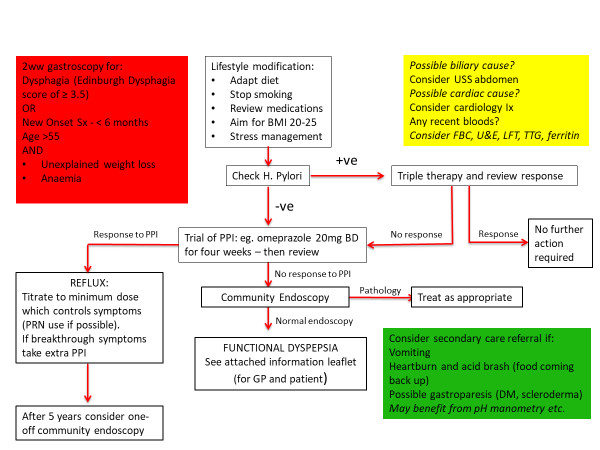 2ww gastroscopy for:
Dysphagia (Edinburgh Dysphagia
score of ≥ 3.5)
OR
New Onset Sx - < 6 months
Age >55
AND
• Unexplained weight loss
• Anaemia
Lifestyle modification:
• Adapt diet
• Stop smoking
• Review medications
• Aim for BMI 20-25
• Stress management
Possible biliary cause?
Consider USS abdomen
Possible cardiac cause?
Consider cardiology Ix
Any recent bloods?
Consider FBC, U&E, LFT, TTG, ferritin
Check H. Pylori
+ve
Triple therapy and review response
-ve
Response to PPI
Trial of PPI: eg. omeprazole 20mg BD
for four weeks – then review
No response
Response
No further
action
required
No response to PPI
REFLUX:
Titrate to minimum dose
which controls symptoms
(PRN use if possible).
If breakthrough symptoms
take extra PPI
Community Endoscopy
Pathology
Treat as appropriate
Normal endoscopy
FUNCTIONAL DYSPEPSIA
See attached information leaflet
(for GP and patient)
Consider secondary care referral if:
Vomiting
Heartburn and acid brash (food coming
back up)
Possible gastroparesis (DM, scleroderma)
May benefit from pH manometry etc.
After 5 years consider one-
off community endoscopy